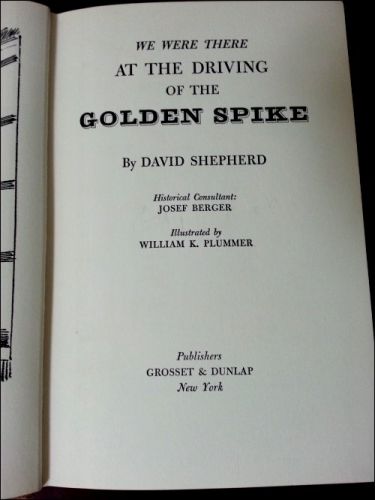 WE WERE THERE
AT THE DRIVING
OF THE
GOLDEN SPIKE
By DAVID SHEPHERD
Historical Consultant:
JOSEF BERGER
Illustrated by
WILLIAM K. PLUMMER
Publishers
GROSSET & DUNLAP
New York